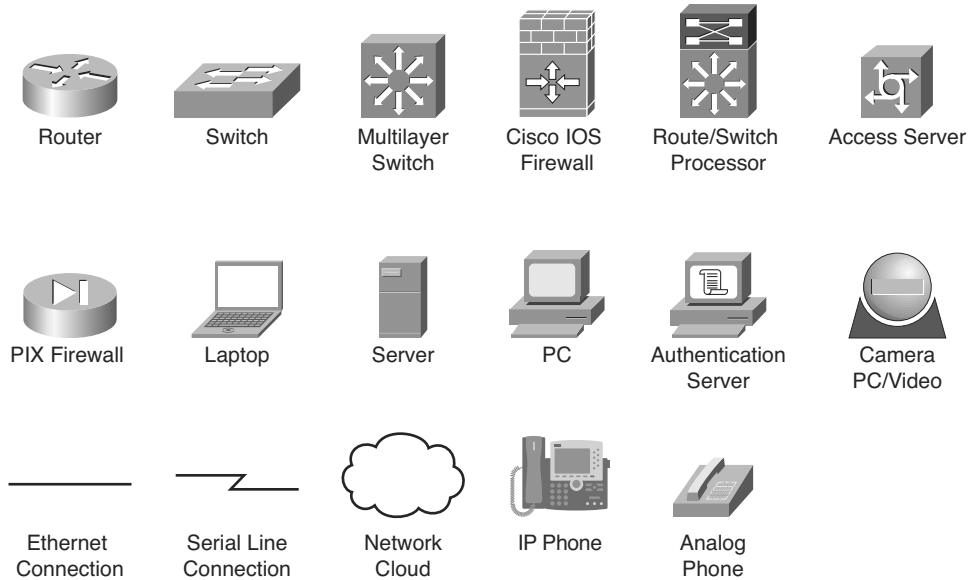 Router
Switch
Multilayer
Switch
Cisco IOS
Firewall
Route/Switch
Processor
Access Server
PIX Firewall
Laptop
Server
PC
Authentication
Server
Camera
PC/Video
Ethernet
Connection
Serial Line
Connection
Network
Cloud
IP Phone
Analog
Phone